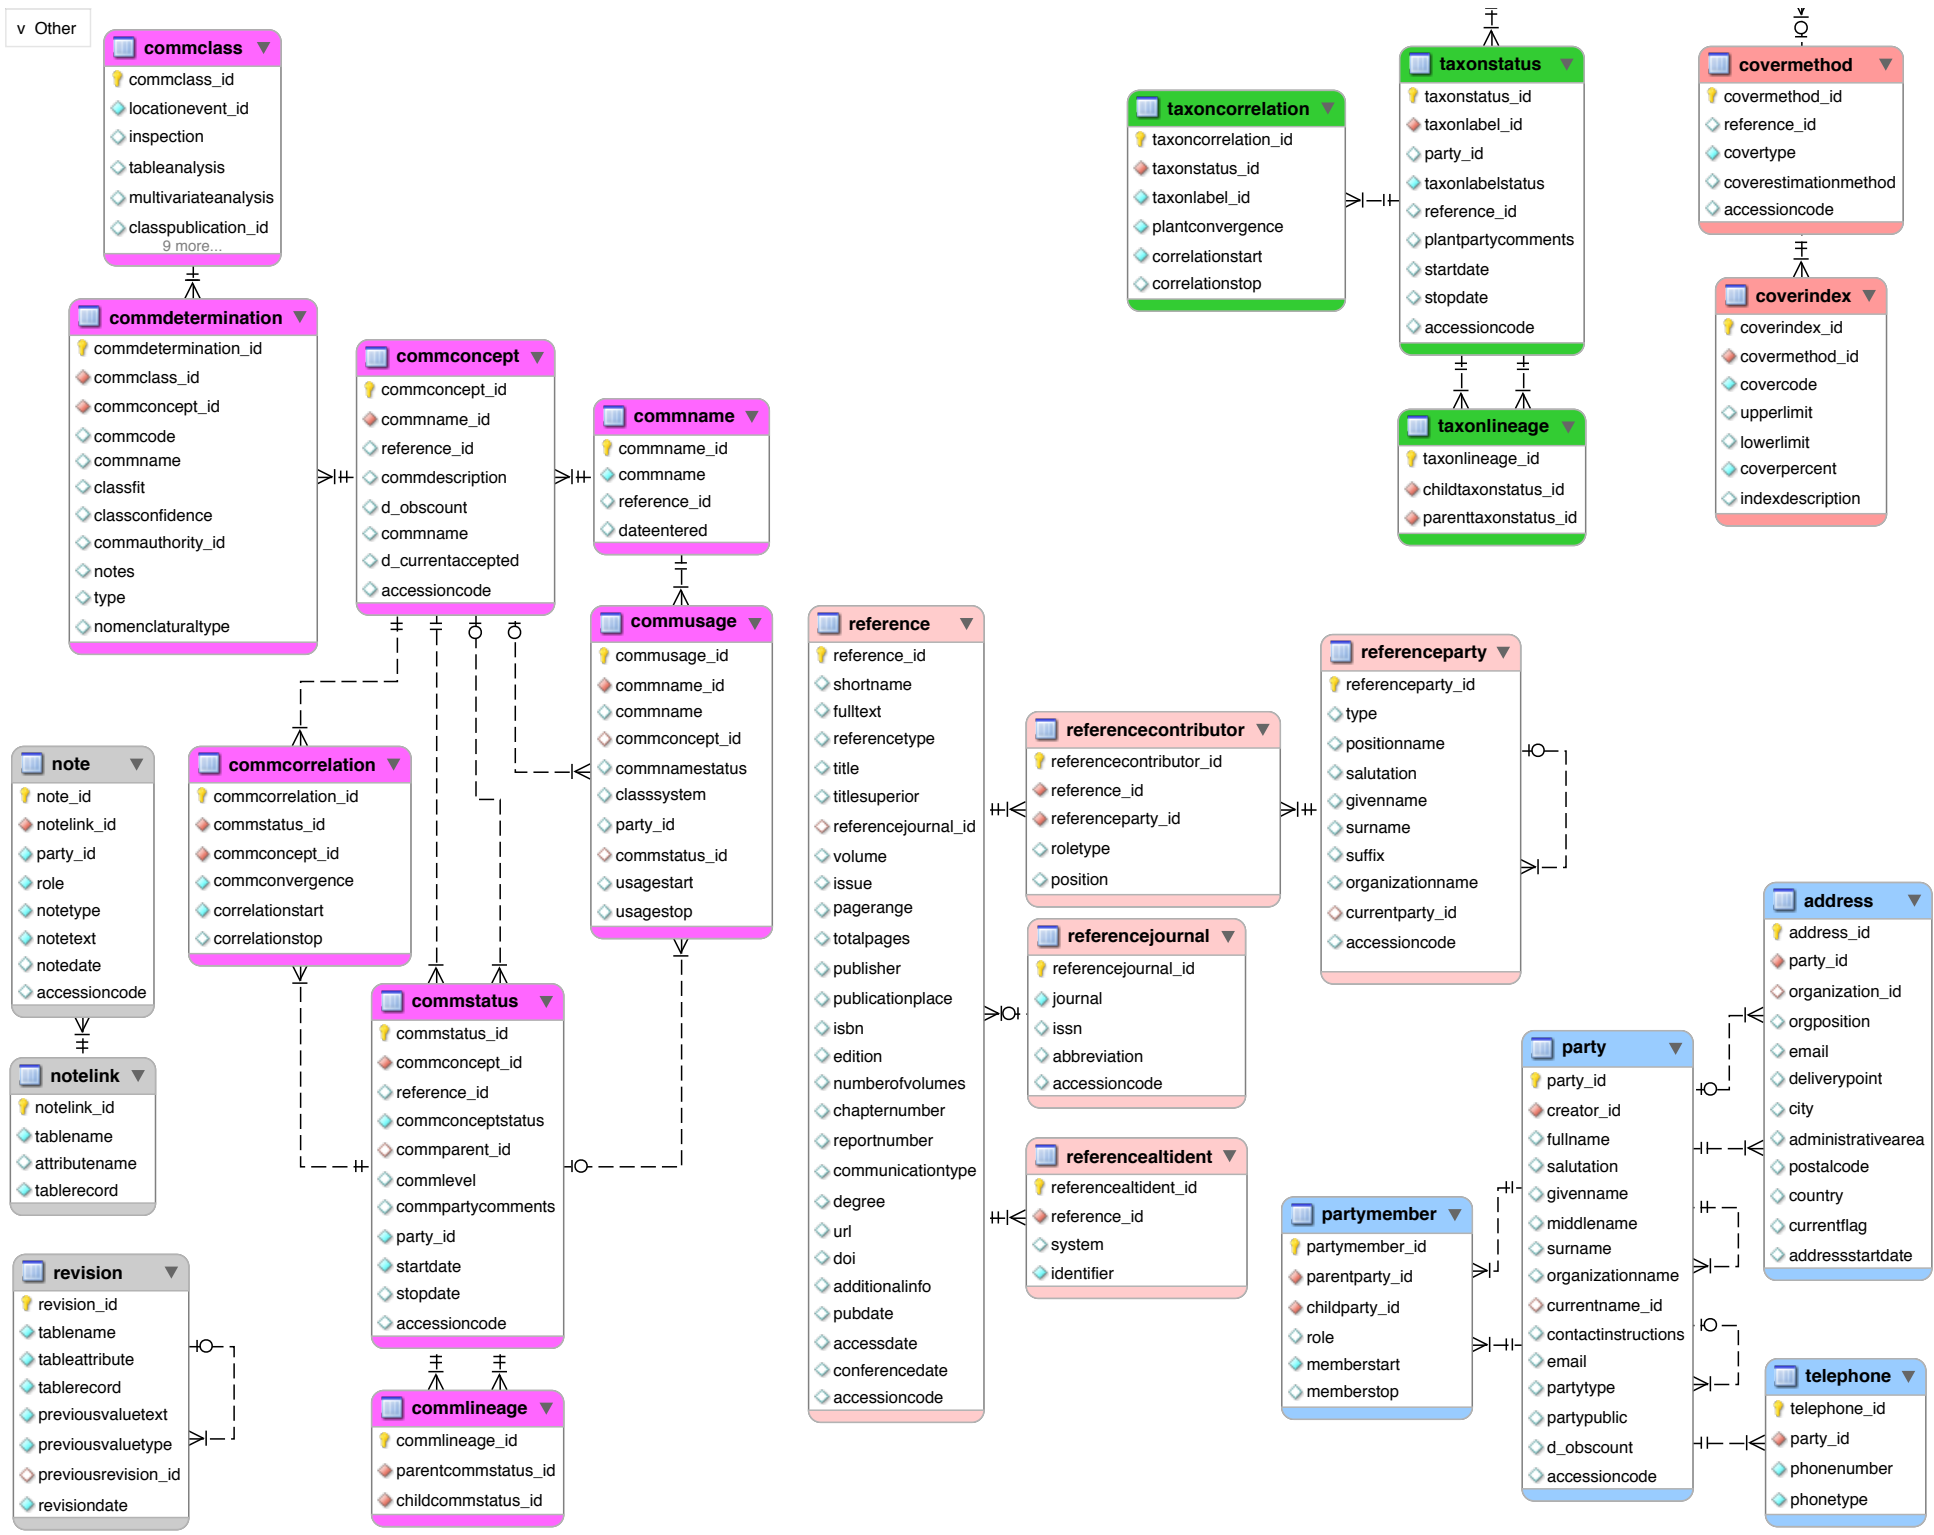 v Other
commclass
commclass_id
locationevent_id
inspection
tableanalysis
multivariateanalysis
classpublication_id
9 more...
commdetermination
commdetermination_id
commclass_id
commconcept_id
commcode
commname
classfit
classconfidence
commauthority_id
notes
type
nomenclaturaltype
commconcept
commconcept_id
commname_id
reference_id
commdescription
d_obscount
commname
d_currentaccepted
accessioncode
commname
commname_id
commname
reference_id
dateentered
commusage
commusage_id
commname_id
commname
commconcept_id
commnamestatus
classsystem
party_id
commstatus_id
usagestart
usagestop
note
note_id
notelink_id
party_id
role
notetype
notetext
notedate
accessioncode
notelink
notelink_id
tablename
attributename
tablerecord
revision
revision_id
tablename
tableattribute
tablerecord
previousvaluetext
previousvaluetype
previousrevision_id
revisiondate
commcorrelation
commcorrelation_id
commstatus_id
commconcept_id
commconvergence
correlationstart
correlationstop
commstatus
commstatus_id
commconcept_id
reference_id
commconceptstatus
commparent_id
commlevel
commpartycomments
party_id
startdate
stopdate
accessioncode
commlineage
commlineage_id
parentcommstatus_id
childcommstatus_id
taxoncorrelation
taxoncorrelation_id
taxonstatus_id
taxonlabel_id
plantconvergence
correlationstart
correlationstop
taxonstatus
taxonstatus_id
taxonlabel_id
party_id
taxonlabelstatus
reference_id
plantpartycomments
startdate
stopdate
accessioncode
taxonlineage
taxonlineage_id
childtaxonstatus_id
parenttaxonstatus_id
covermethod
covermethod_id
reference_id
covertype
coverestimationmethod
accessioncode
coverindex
coverindex_id
covermethod_id
covercode
upperlimit
lowerlimit
coverpercent
indexdescription
reference
reference_id
shortname
fulltext
referencetype
title
titlesuperior
referencejournal_id
volume
issue
pagerange
totalpages
publisher
publicationplace
isbn
edition
numberofvolumes
chapternumber
reportnumber
communicationtype
degree
url
doi
additionalinfo
pubdate
accessdate
conferencedate
accessioncode
referencecontributor
referencecontributor_id
reference_id
referenceparty_id
roletype
position
referencejournal
referencejournal_id
journal
issn
abbreviation
accessioncode
referencealtident
referencealtident_id
reference_id
system
identifier
referenceparty
referenceparty_id
type
positionname
salutation
givenname
surname
suffix
organizationname
currentparty_id
accessioncode
partymember
partymember_id
parentparty_id
childparty_id
role
memberstart
memberstop
party
party_id
creator_id
fullname
salutation
givenname
middlename
surname
organizationname
currentname_id
contactinstructions
email
partytype
partypublic
d_obscount
accessioncode
address
address_id
party_id
organization_id
orgposition
email
deliverypoint
city
administrativearea
postalcode
country
currentflag
addressstartdate
telephone
telephone_id
party_id
phonenumber
phonetype